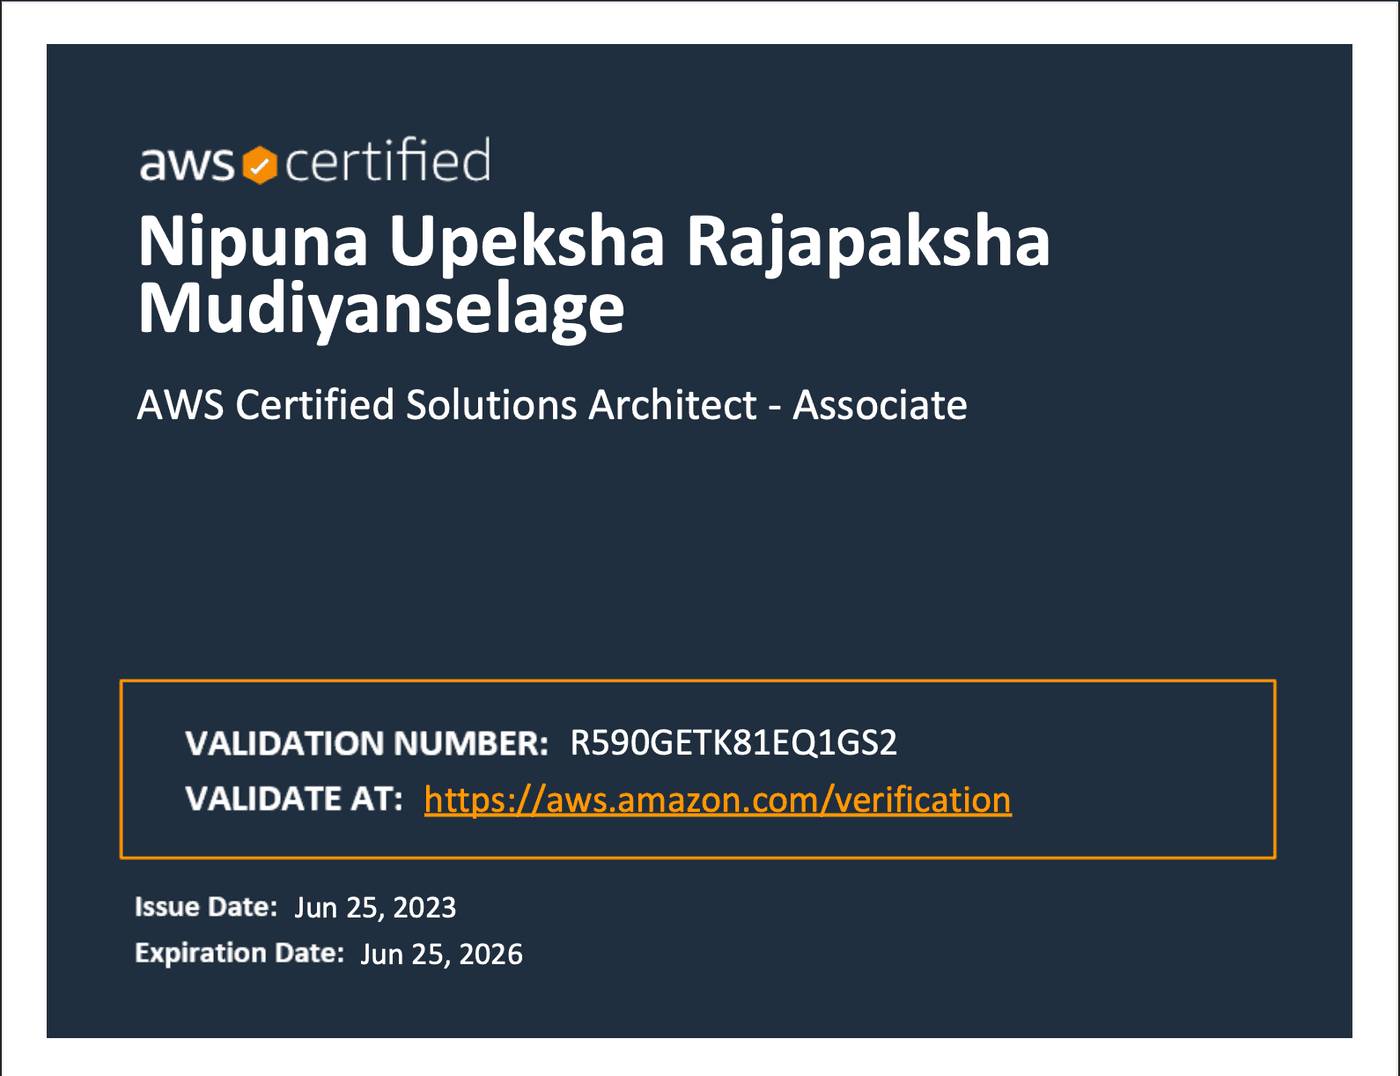 aws certified
Nipuna Upeksha Rajapaksha
Mudiyanselage
AWS Certified Solutions Architect - Associate
VALIDATION NUMBER: R590GETK81EQ1GS2
VALIDATE AT: https://aws.amazon.com/verification
Issue Date: Jun 25, 2023
Expiration Date: Jun 25, 2026